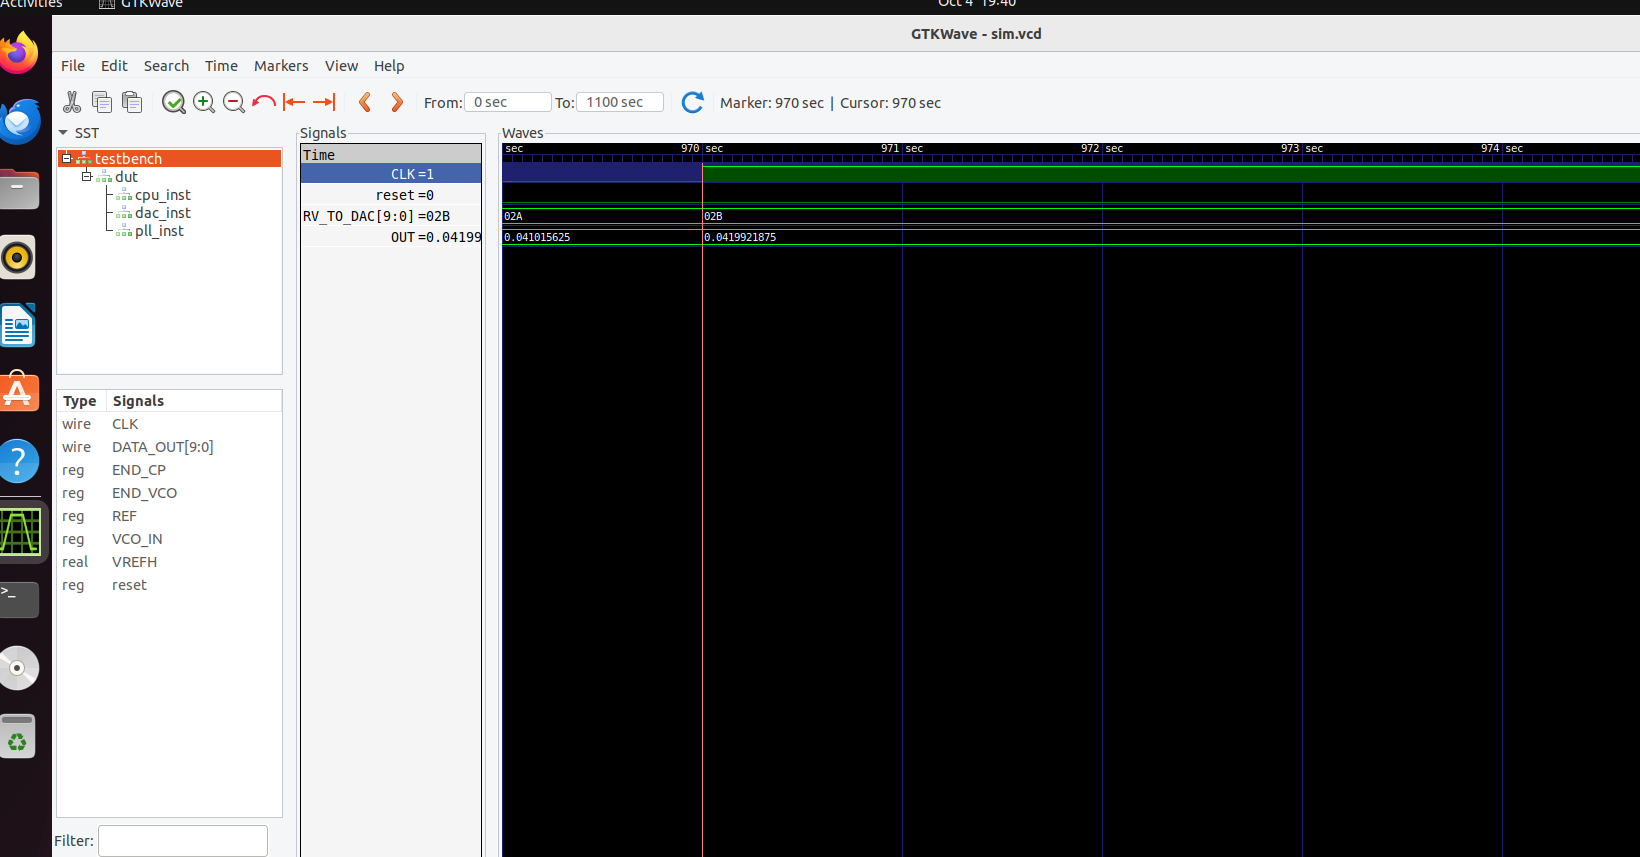 Activities GTKWave Oct 4 19:40
GTKWave - sim.vcd
File Edit Search Time Markers View Help
From: 0 sec To: 1100 sec Marker: 970 sec | Cursor: 970 sec
SST
testbench
dut
cpu_inst
dac_inst
pll_inst
Type Signals
wire CLK
wire DATA_OUT[9:0]
reg END_CP
reg END_VCO
reg REF
reg VCO_IN
real VREFH
reg reset
Filter:
Signals
Time
CLK=1
reset=0
RV_TO_DAC[9:0]=02B
OUT=0.04199
Waves
sec 970 sec 971 sec 972 sec 973 sec 974 sec
02A 02B
0.041015625 0.0419921875
>_
?